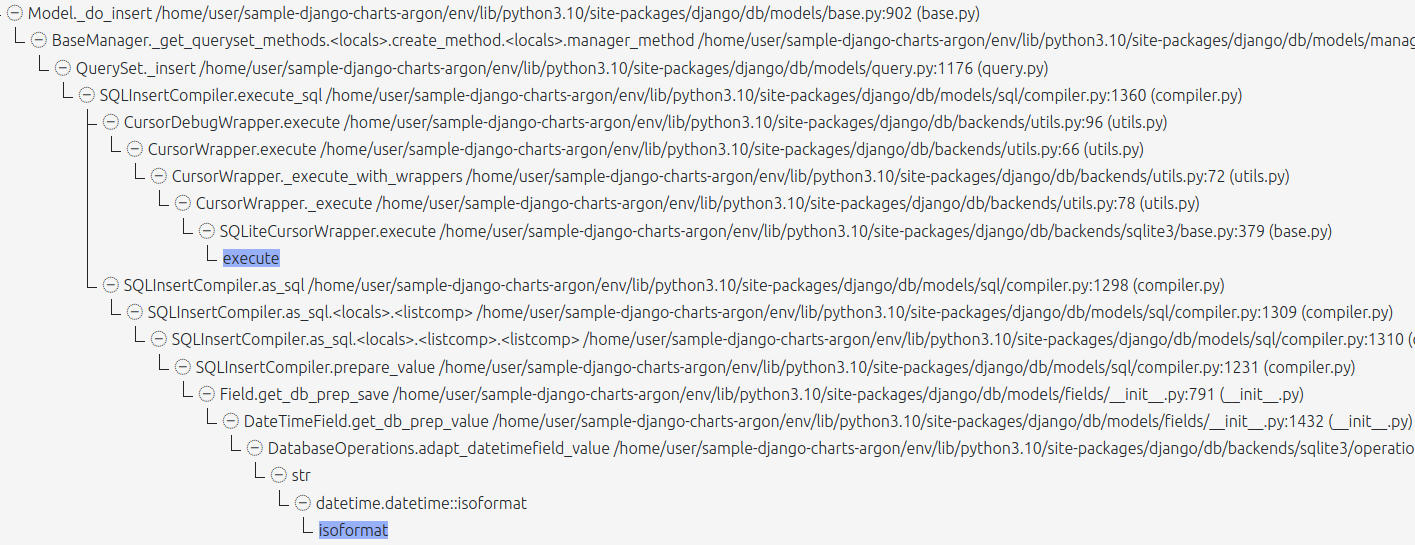 Model._do_insert /home/user/sample-django-charts-argon/env/lib/python3.10/site-packages/django/db/models/base.py:902 (base.py)
BaseManager._get_queryset_methods.<locals>.create_method.<locals>.manager_method /home/user/sample-django-charts-argon/env/lib/python3.10/site-packages/django/db/models/manag
QuerySet._insert /home/user/sample-django-charts-argon/env/lib/python3.10/site-packages/django/db/models/query.py:1176 (query.py)
SQLInsertCompiler.execute_sql /home/user/sample-django-charts-argon/env/lib/python3.10/site-packages/django/db/models/sql/compiler.py:1360 (compiler.py)
CursorDebugWrapper.execute /home/user/sample-django-charts-argon/env/lib/python3.10/site-packages/django/db/backends/utils.py:96 (utils.py)
CursorWrapper.execute /home/user/sample-django-charts-argon/env/lib/python3.10/site-packages/django/db/backends/utils.py:66 (utils.py)
CursorWrapper._execute_with_wrappers /home/user/sample-django-charts-argon/env/lib/python3.10/site-packages/django/db/backends/utils.py:72 (utils.py)
CursorWrapper._execute /home/user/sample-django-charts-argon/env/lib/python3.10/site-packages/django/db/backends/utils.py:78 (utils.py)
SQLiteCursorWrapper.execute /home/user/sample-django-charts-argon/env/lib/python3.10/site-packages/django/db/backends/sqlite3/base.py:379 (base.py)
execute
SQLInsertCompiler.as_sql /home/user/sample-django-charts-argon/env/lib/python3.10/site-packages/django/db/models/sql/compiler.py:1298 (compiler.py)
SQLInsertCompiler.as_sql.<locals>.<listcomp> /home/user/sample-django-charts-argon/env/lib/python3.10/site-packages/django/db/models/sql/compiler.py:1309 (compiler.py)
SQLInsertCompiler.as_sql.<locals>.<listcomp>.<listcomp> /home/user/sample-django-charts-argon/env/lib/python3.10/site-packages/django/db/models/sql/compiler.py:1310 (c
SQLInsertCompiler.prepare_value /home/user/sample-django-charts-argon/env/lib/python3.10/site-packages/django/db/models/sql/compiler.py:1231 (compiler.py)
Field.get_db_prep_save /home/user/sample-django-charts-argon/env/lib/python3.10/site-packages/django/db/models/fields/__init__.py:791 (__init__.py)
DateTimeField.get_db_prep_value /home/user/sample-django-charts-argon/env/lib/python3.10/site-packages/django/db/models/fields/__init__.py:1432 (__init__.py)
DatabaseOperations.adapt_datetimefield_value /home/user/sample-django-charts-argon/env/lib/python3.10/site-packages/django/db/backends/sqlite3/operatio
str
datetime.datetime::isoformat
isoformat